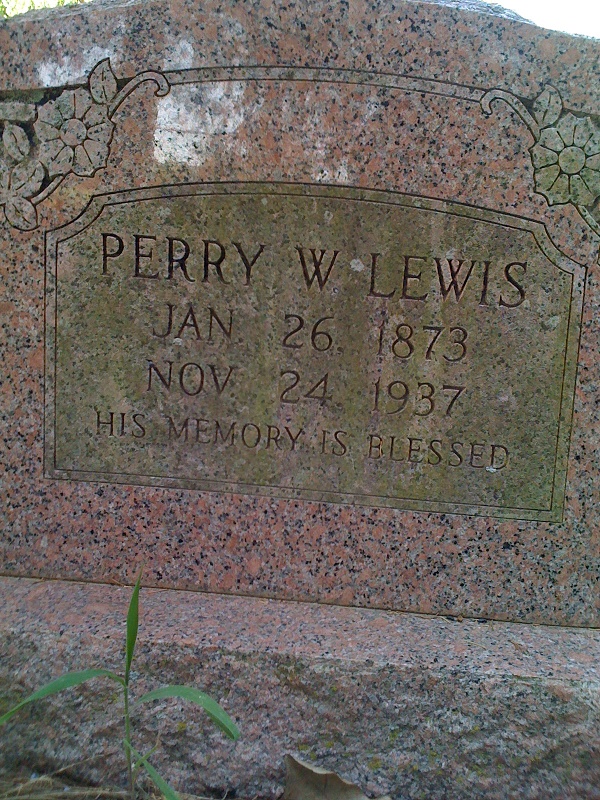 PERRY W LEWIS
JAN 26 1873
NOV 24 1937
HIS MEMORY IS BLESSED